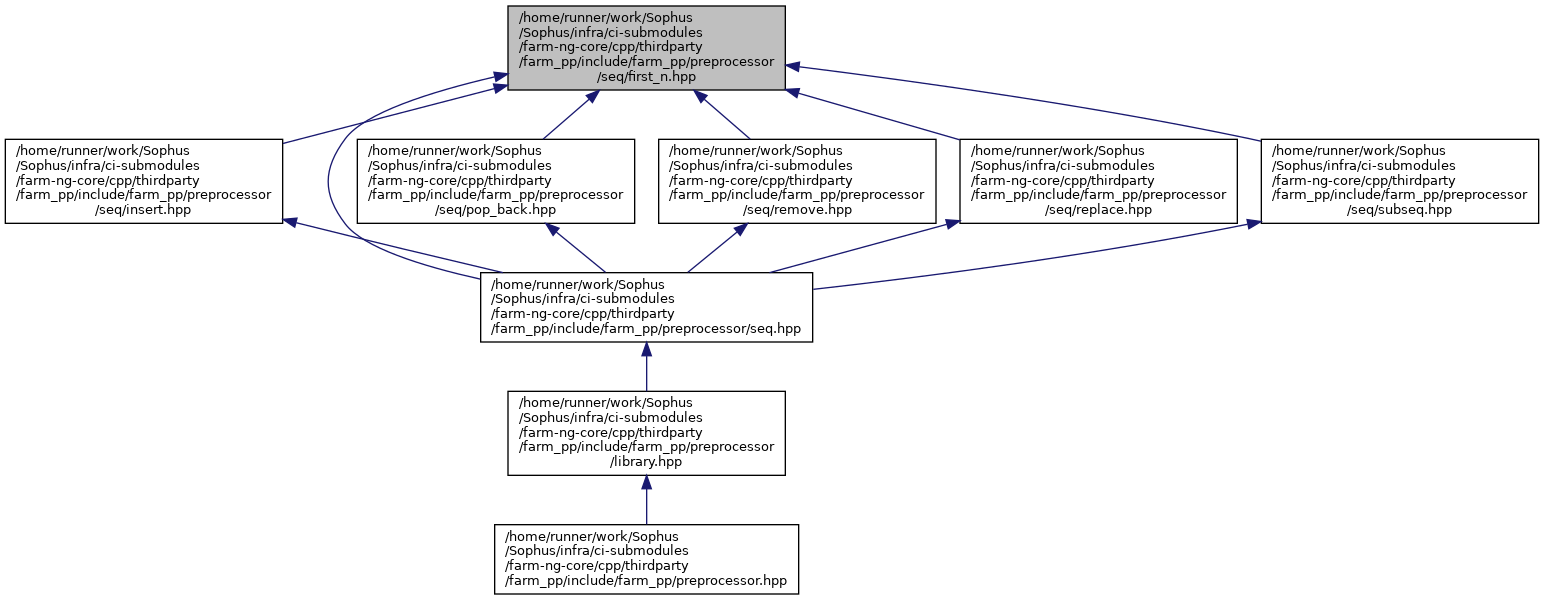 /home/runner/work/Sophus
/Sophus/infra/ci-submodules
/farm-ng-core/cpp/thirdparty
/farm_pp/include/farm_pp/preprocessor
/seq/first_n.hpp
/home/runner/work/Sophus
/Sophus/infra/ci-submodules
/farm-ng-core/cpp/thirdparty
/farm_pp/include/farm_pp/preprocessor
/seq/insert.hpp
/home/runner/work/Sophus
/Sophus/infra/ci-submodules
/farm-ng-core/cpp/thirdparty
/farm_pp/include/farm_pp/preprocessor
/seq/pop_back.hpp
/home/runner/work/Sophus
/Sophus/infra/ci-submodules
/farm-ng-core/cpp/thirdparty
/farm_pp/include/farm_pp/preprocessor
/seq/remove.hpp
/home/runner/work/Sophus
/Sophus/infra/ci-submodules
/farm-ng-core/cpp/thirdparty
/farm_pp/include/farm_pp/preprocessor
/seq/replace.hpp
/home/runner/work/Sophus
/Sophus/infra/ci-submodules
/farm-ng-core/cpp/thirdparty
/farm_pp/include/farm_pp/preprocessor
/seq/subseq.hpp
/home/runner/work/Sophus
/Sophus/infra/ci-submodules
/farm-ng-core/cpp/thirdparty
/farm_pp/include/farm_pp/preprocessor/seq.hpp
/home/runner/work/Sophus
/Sophus/infra/ci-submodules
/farm-ng-core/cpp/thirdparty
/farm_pp/include/farm_pp/preprocessor
/library.hpp
/home/runner/work/Sophus
/Sophus/infra/ci-submodules
/farm-ng-core/cpp/thirdparty
/farm_pp/include/farm_pp/preprocessor.hpp